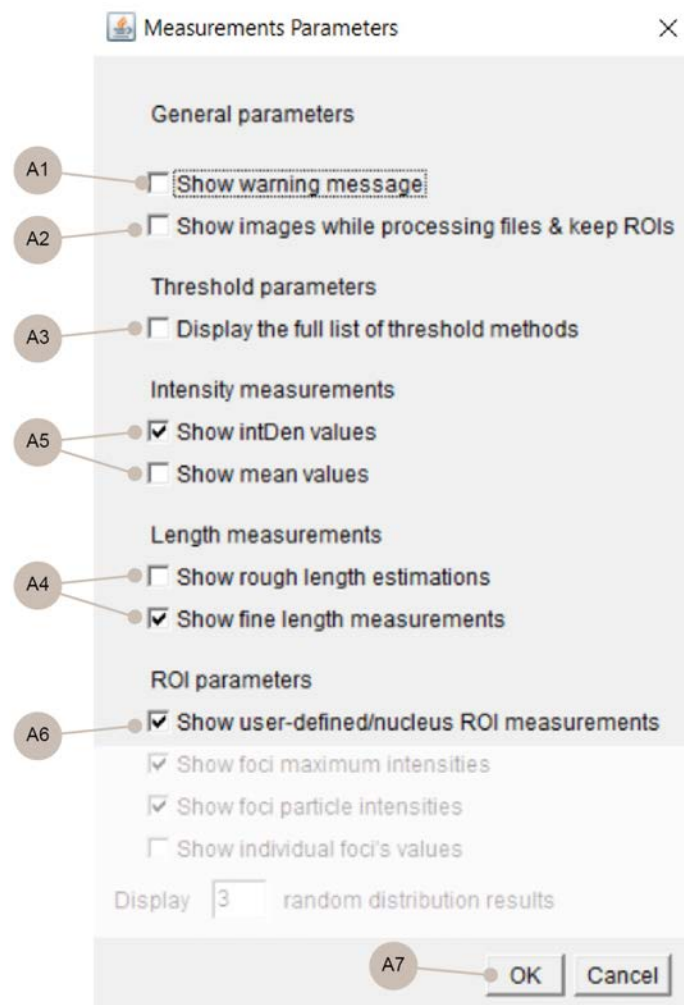 Measurements Parameters
General parameters
A1
Show warning message
A2
Show images while processing files & keep ROIs
Threshold parameters
A3
Display the full list of threshold methods
Intensity measurements
A5
Show intDen values
Show mean values
Length measurements
A4
Show rough length estimations
Show fine length measurements
ROI parameters
A6
Show user-defined/nucleus ROI measurements
Show foci maximum intensities
Show foci particle intensities
Show individual foci's values
Display 3 random distribution results
A7
OK Cancel